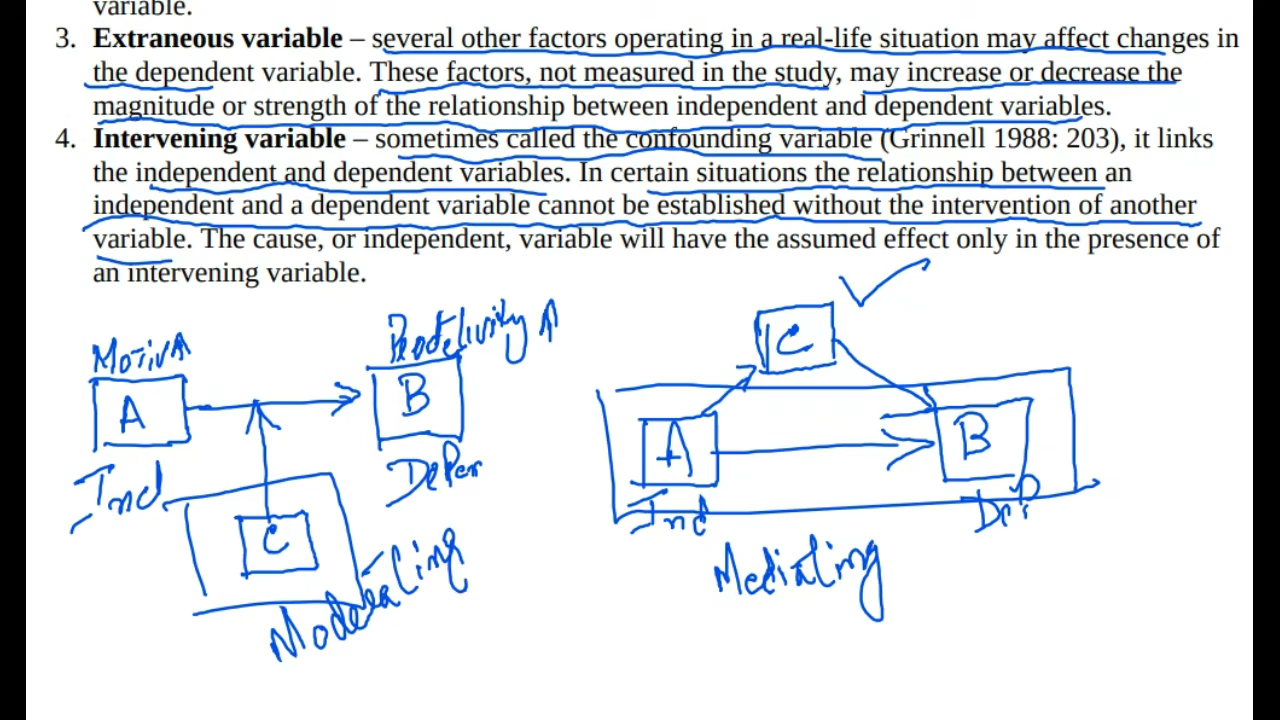 variable.
3. Extraneous variable – several other factors operating in a real-life situation may affect changes in
the dependent variable. These factors, not measured in the study, may increase or decrease the
magnitude or strength of the relationship between independent and dependent variables.
4. Intervening variable – sometimes called the confounding variable (Grinnell 1988: 203), it links
the independent and dependent variables. In certain situations the relationship between an
independent and a dependent variable cannot be established without the intervention of another
variable. The cause, or independent, variable will have the assumed effect only in the presence of
an intervening variable.
C
A
B
Ind
C
A
B
Ind
Dep
Mediating